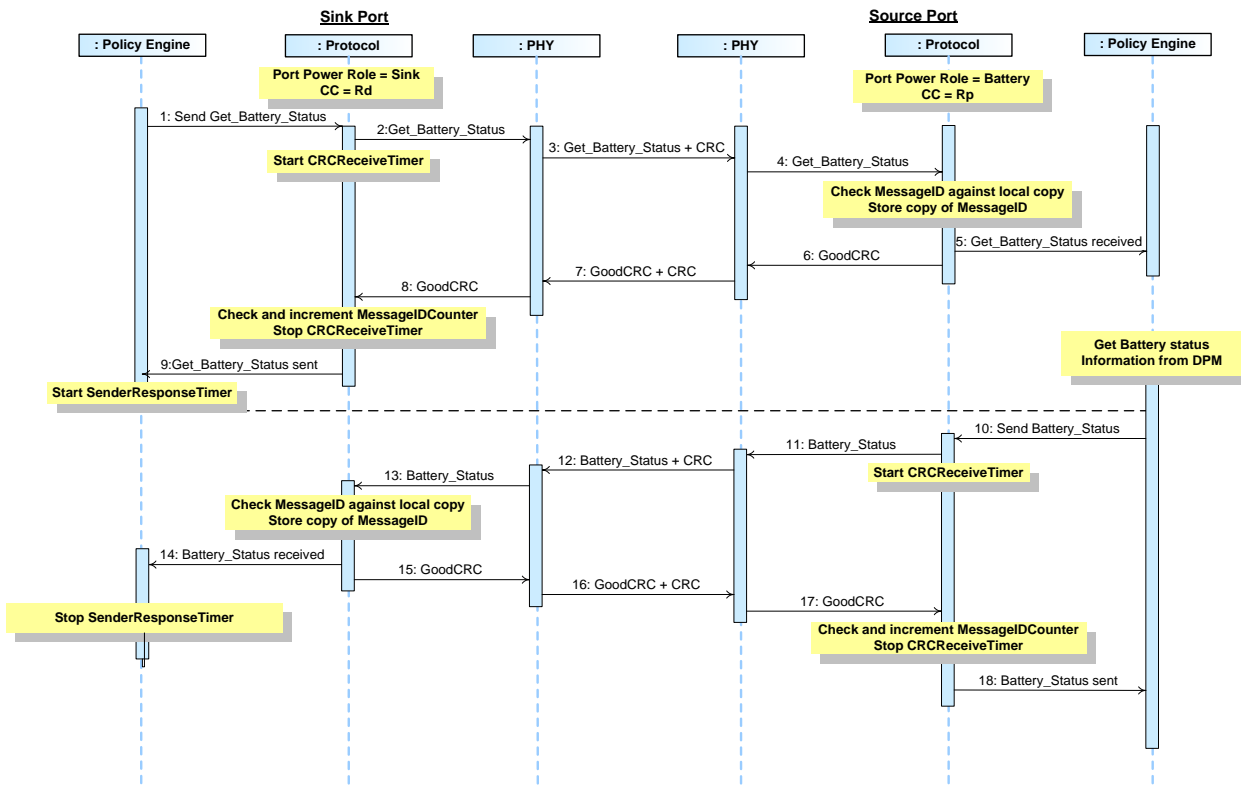 Sink Port
Source Port
: Policy Engine
: Protocol
: PHY
: PHY
: Protocol
: Policy Engine
Port Power Role = Sink
CC = Rd
Port Power Role = Battery
CC = Rp
1: Send Get_Battery_Status
2:Get_Battery_Status
Start CRCReceiveTimer
3: Get_Battery_Status + CRC
4: Get_Battery_Status
Check MessageID against local copy
Store copy of MessageID
5: Get_Battery_Status received
6: GoodCRC
7: GoodCRC + CRC
8: GoodCRC
Check and increment MessageIDCounter
Stop CRCReceiveTimer
9:Get_Battery_Status sent
Start SenderResponseTimer
Get Battery status
Information from DPM
10: Send Battery_Status
11: Battery_Status
Start CRCReceiveTimer
12: Battery_Status + CRC
13: Battery_Status
Check MessageID against local copy
Store copy of MessageID
14: Battery_Status received
15: GoodCRC
16: GoodCRC + CRC
17: GoodCRC
Stop SenderResponseTimer
Check and increment MessageIDCounter
Stop CRCReceiveTimer
18: Battery_Status sent